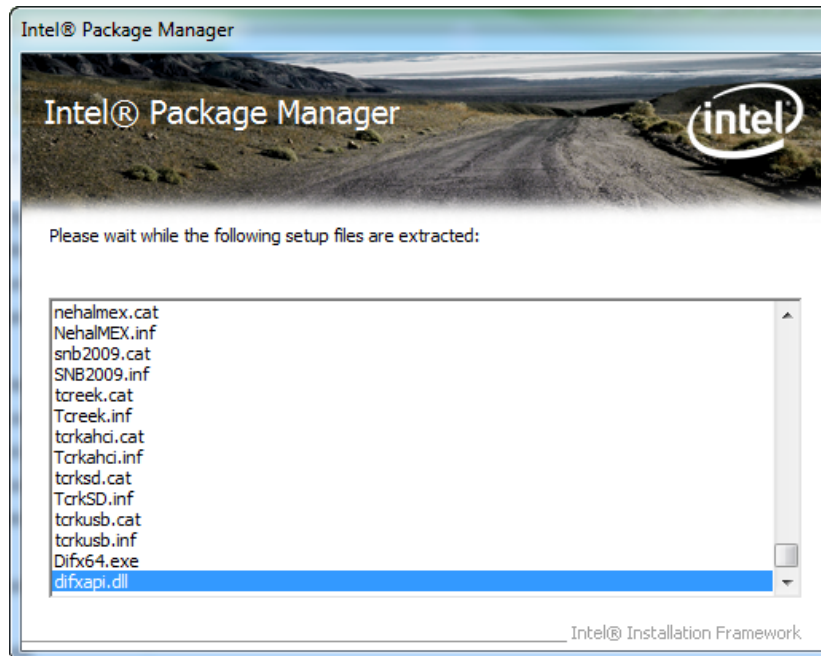 Intel® Package Manager
Intel® Package Manager
intel
Please wait while the following setup files are extracted:
nehalmex.cat
NehalMEX.inf
snb2009.cat
SNB2009.inf
tcreek.cat
Tcreek.inf
tcrkahci.cat
Tcrkahci.inf
tcrksd.cat
TcrkSD.inf
tcrkusb.cat
tcrkusb.inf
Difx64.exe
difxapi.dll
Intel® Installation Framework